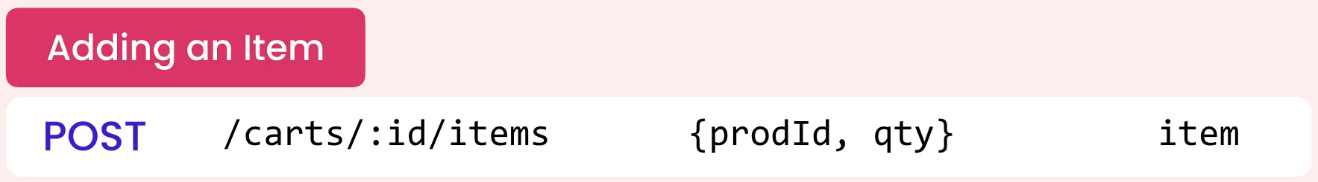 Adding an Item
POST /carts/:id/items {prodId, qty} item